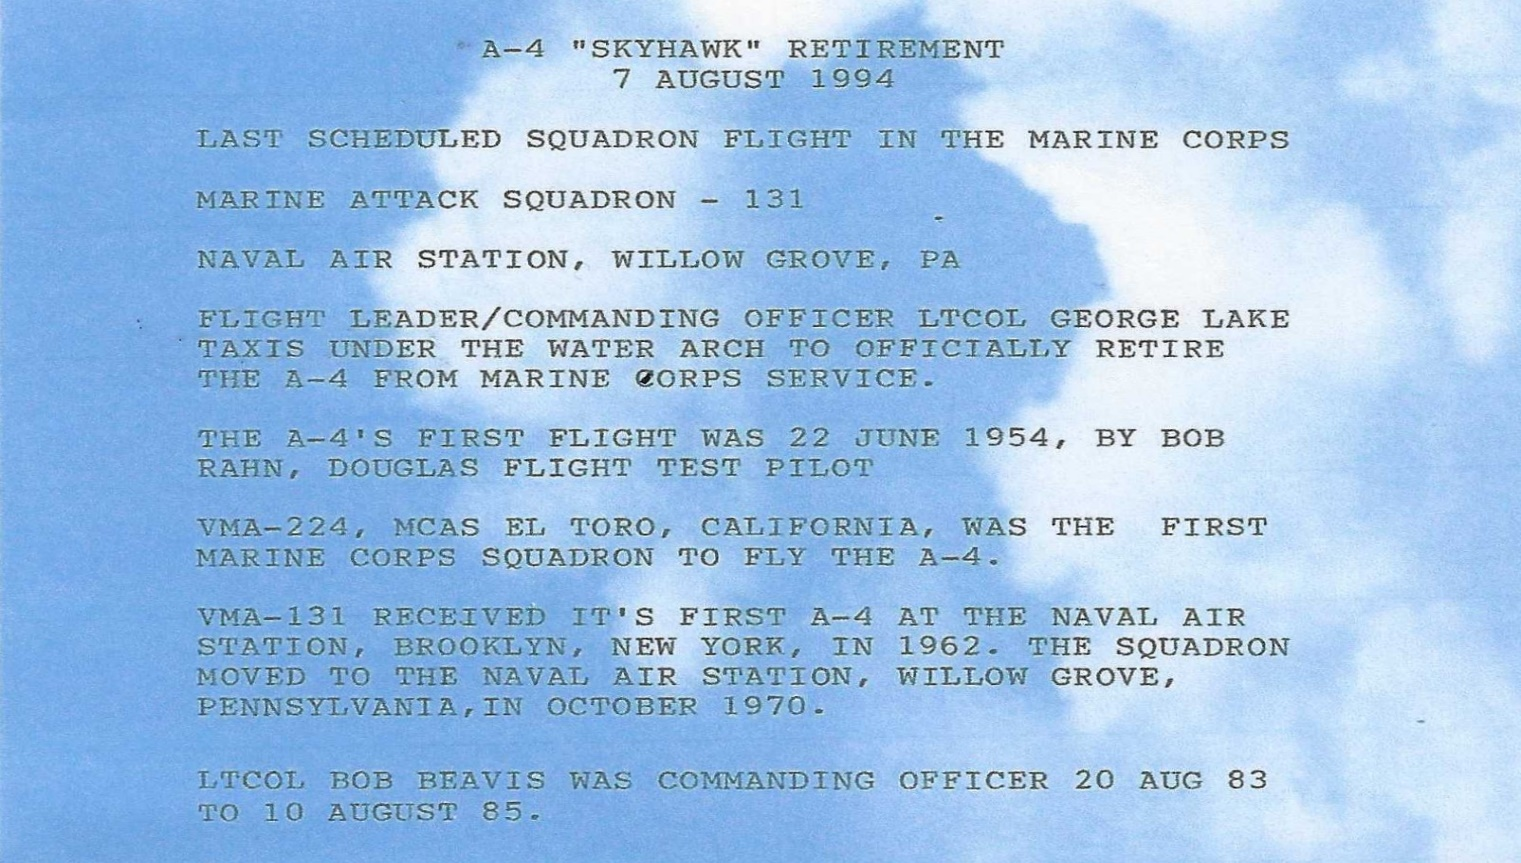 A-4 "SKYHAWK" RETIREMENT
7 AUGUST 1994
LAST SCHEDULED SQUADRON FLIGHT IN THE MARINE CORPS
MARINE ATTACK SQUADRON - 131
NAVAL AIR STATION, WILLOW GROVE, PA
FLIGHT LEADER/COMMANDING OFFICER LTCOL GEORGE LAKE
TAXIS UNDER THE WATER ARCH TO OFFICIALLY RETIRE
THE A-4 FROM MARINE CORPS SERVICE.
THE A-4'S FIRST FLIGHT WAS 22 JUNE 1954, BY BOB
RAHN, DOUGLAS FLIGHT TEST PILOT
VMA-224, MCAS EL TORO, CALIFORNIA, WAS THE  FIRST
MARINE CORPS SQUADRON TO FLY THE A-4.
VMA-131 RECEIVED IT'S FIRST A-4 AT THE NAVAL AIR
STATION, BROOKLYN, NEW YORK, IN 1962. THE SQUADRON
MOVED TO THE NAVAL AIR STATION, WILLOW GROVE,
PENNSYLVANIA,IN OCTOBER 1970.
LTCOL BOB BEAVIS WAS COMMANDING OFFICER 20 AUG 83
TO 10 AUGUST 85.